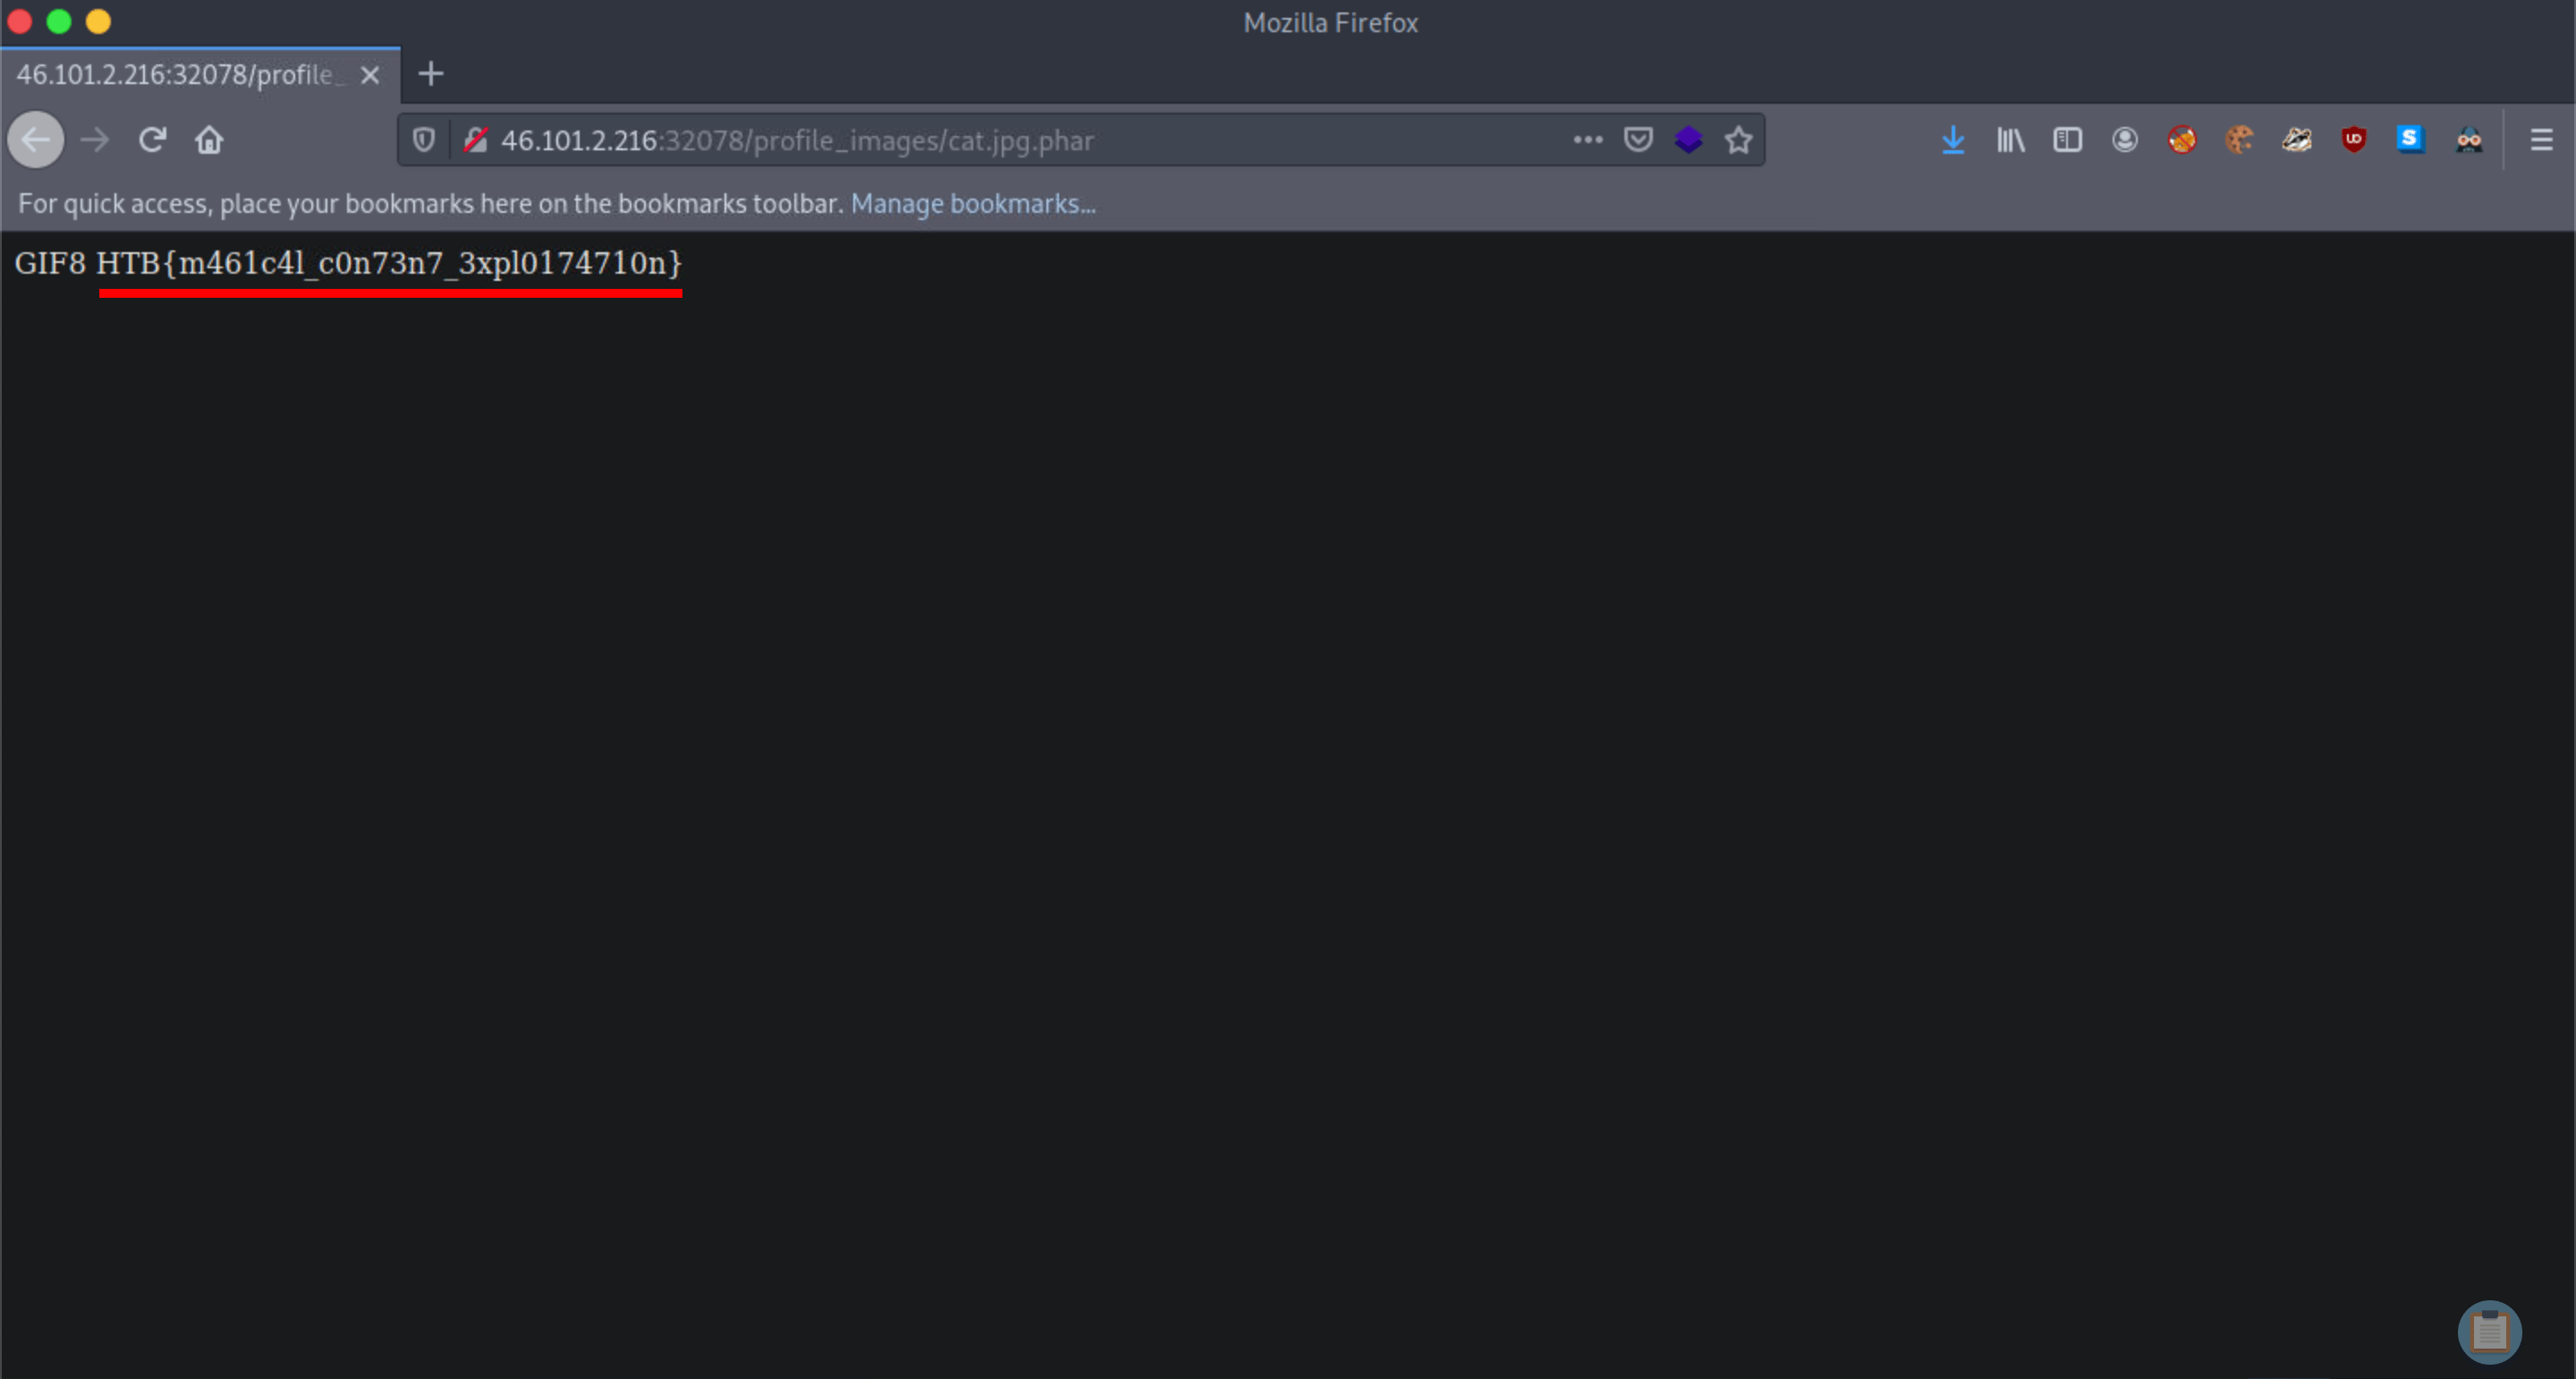 Mozilla Firefox
46.101.2.216:32078/profile_
46.101.2.216:32078/profile_images/cat.jpg.phar
For quick access, place your bookmarks here on the bookmarks toolbar. Manage bookmarks...
GIF8 HTB{m461c4l_c0n73n7_3xpl0174710n}